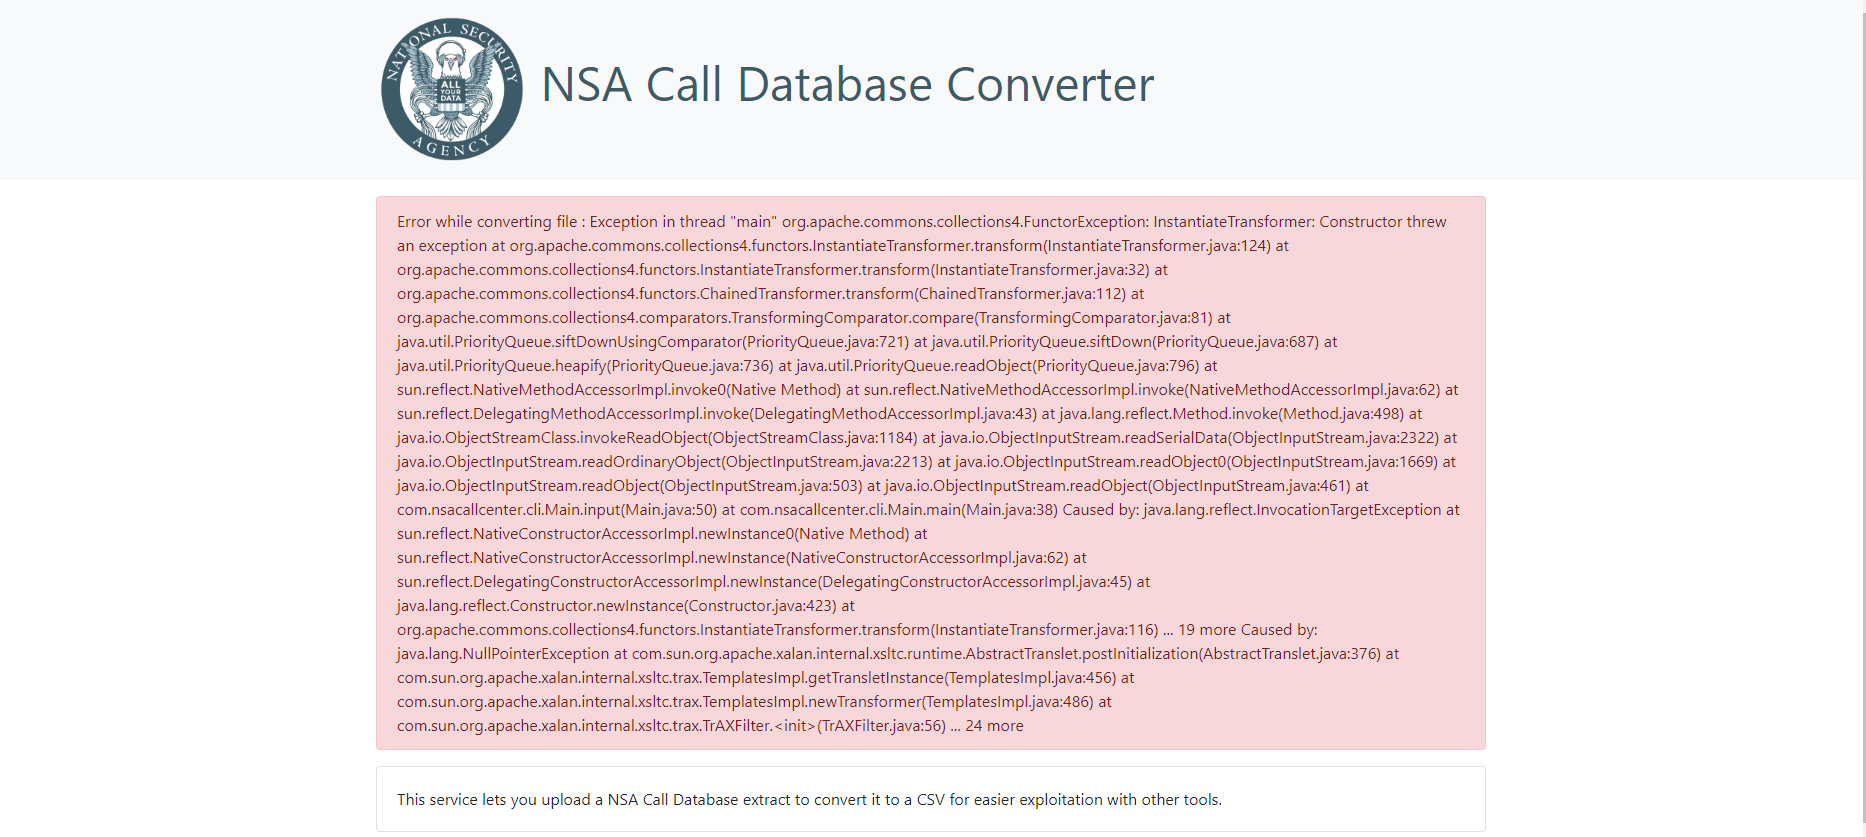 NATIONAL SECURITY
ALL
YOUR
DATA
AGENCY
NSA Call Database Converter
Error while converting file : Exception in thread "main" org.apache.commons.collections4.FunctorException: InstantiateTransformer: Constructor threw
an exception at org.apache.commons.collections4.functors.InstantiateTransformer.transform(InstantiateTransformer.java:124) at
org.apache.commons.collections4.functors.InstantiateTransformer.transform(InstantiateTransformer.java:32) at
org.apache.commons.collections4.functors.ChainedTransformer.transform(ChainedTransformer.java:112) at
org.apache.commons.collections4.comparators.TransformingComparator.compare(TransformingComparator.java:81) at
java.util.PriorityQueue.siftDownUsingComparator(PriorityQueue.java:721) at java.util.PriorityQueue.siftDown(PriorityQueue.java:687) at
java.util.PriorityQueue.heapify(PriorityQueue.java:736) at java.util.PriorityQueue.readObject(PriorityQueue.java:796) at
sun.reflect.NativeMethodAccessorImpl.invoke0(Native Method) at sun.reflect.NativeMethodAccessorImpl.invoke(NativeMethodAccessorImpl.java:62) at
sun.reflect.DelegatingMethodAccessorImpl.invoke(DelegatingMethodAccessorImpl.java:43) at java.lang.reflect.Method.invoke(Method.java:498) at
java.io.ObjectStreamClass.invokeReadObject(ObjectStreamClass.java:1184) at java.io.ObjectInputStream.readSerialData(ObjectInputStream.java:2322) at
java.io.ObjectInputStream.readOrdinaryObject(ObjectInputStream.java:2213) at java.io.ObjectInputStream.readObject0(ObjectInputStream.java:1669) at
java.io.ObjectInputStream.readObject(ObjectInputStream.java:503) at java.io.ObjectInputStream.readObject(ObjectInputStream.java:461) at
com.nsacallcenter.cli.Main.input(Main.java:50) at com.nsacallcenter.cli.Main.main(Main.java:38) Caused by: java.lang.reflect.InvocationTargetException at
sun.reflect.NativeConstructorAccessorImpl.newInstance0(Native Method) at
sun.reflect.NativeConstructorAccessorImpl.newInstance(NativeConstructorAccessorImpl.java:62) at
sun.reflect.DelegatingConstructorAccessorImpl.newInstance(DelegatingConstructorAccessorImpl.java:45) at
java.lang.reflect.Constructor.newInstance(Constructor.java:423) at
org.apache.commons.collections4.functors.InstantiateTransformer.transform(InstantiateTransformer.java:116) ... 19 more Caused by:
java.lang.NullPointerException at com.sun.org.apache.xalan.internal.xsltc.runtime.AbstractTranslet.postInitialization(AbstractTranslet.java:376) at
com.sun.org.apache.xalan.internal.xsltc.trax.TemplatesImpl.getTransletInstance(TemplatesImpl.java:456) at
com.sun.org.apache.xalan.internal.xsltc.trax.TemplatesImpl.newTransformer(TemplatesImpl.java:486) at
com.sun.org.apache.xalan.internal.xsltc.trax.TrAXFilter.<init>(TrAXFilter.java:56) ... 24 more
This service lets you upload a NSA Call Database extract to convert it to a CSV for easier exploitation with other tools.